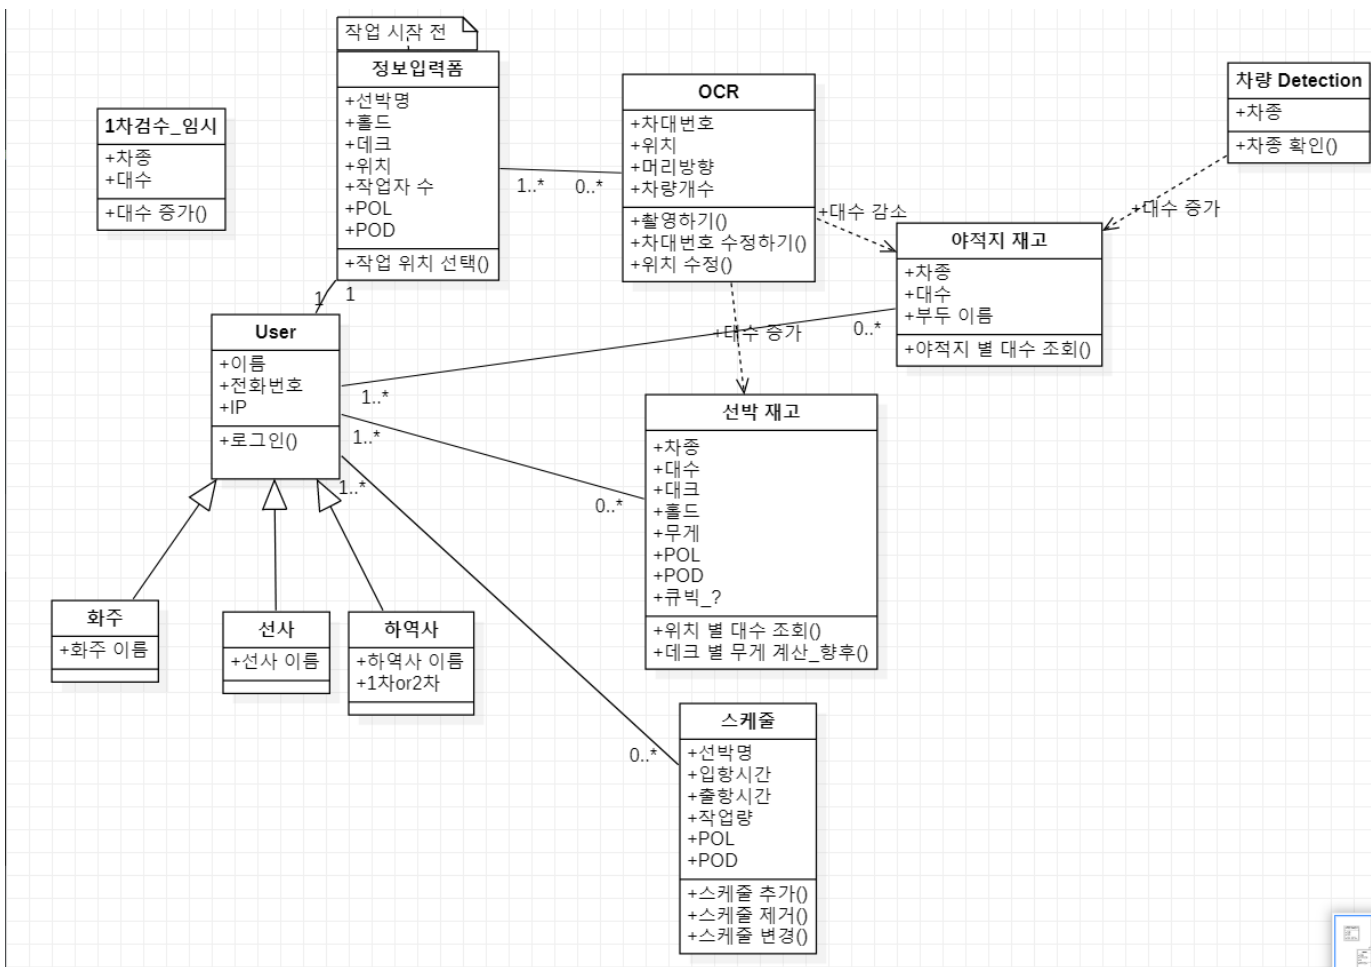 작업 시작 전
정보입력폼
+선박명
+홀드
+데크
+위치
+작업자 수
+POL
+POD
+작업 위치 선택()
1차검수_임시
+차종
+대수
+대수 증가()
OCR
+차대번호
+위치
+머리방향
+차량개수
+촬영하기()
+차대번호 수정하기()
+위치 수정()
차량 Detection
+차종
+차종 확인()
1..*
0..*
+대수 감소
+대수 증가
야적지 재고
+차종
+대수
+부두 이름
+야적지 별 대수 조회()
1
1
User
+이름
+전화번호
+IP
+로그인()
+대수 증가
0..*
1..*
1..*
0..*
1..*
0..*
선박 재고
+차종
+대수
+대크
+홀드
+무게
+POL
+POD
+큐빅_?
+위치 별 대수 조회()
+데크 별 무게 계산_향후()
화주
+화주 이름
선사
+선사 이름
하역사
+하역사 이름
+1차or2차
스케줄
+선박명
+입항시간
+출항시간
+작업량
+POL
+POD
+스케줄 추가()
+스케줄 제거()
+스케줄 변경()